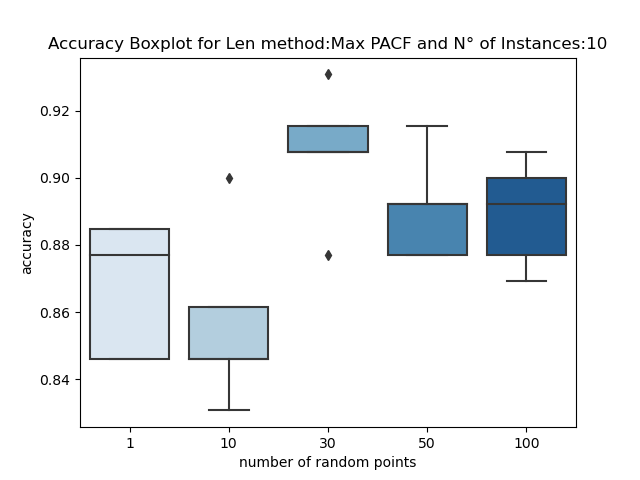 Accuracy Boxplot for Len method:Max PACF and N° of Instances:10
0.92
0.90
0.88
0.86
0.84
accuracy
1 10 30 50 100
number of random points